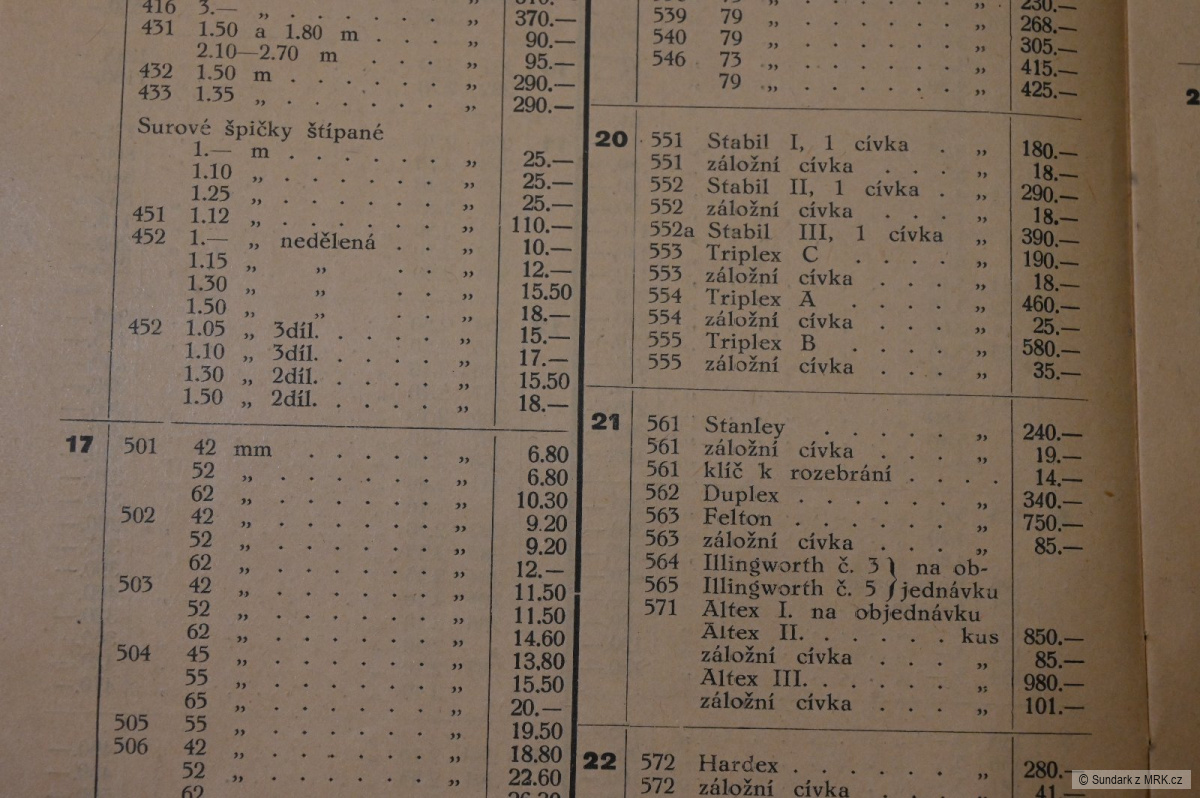 416 3.— „ . . . . . . „ 370.—
431 1.50 a 1.80 m . . . . „ 90.—
2.10—2.70 m . . . „ 95.—
432 1.50 m . . . . . . „ 290.—
433 1.35 „ . . . . . . „ 290.—
Surové špičky štípané
1.— m . . . . . . „ 25.—
1.10 „ . . . . . . „ 25.—
1.25 „ . . . . . . „ 25.—
451 1.12 „ . . . . . . „ 110.—
452 1.— „ nedělená . . „ 10.—
1.15 „ „ . . „ 12.—
1.30 „ „ . . „ 15.50
1.50 „ „ . . „ 18.—
452 1.05 „ 3díl. . . . . „ 15.—
1.10 „ 3díl. . . . . „ 17.—
1.30 „ 2díl. . . . . „ 15.50
1.50 „ 2díl. . . . . „ 18.—
17 501 42 mm . . . . . „ 6.80
52 „ . . . . . . „ 6.80
62 „ . . . . . . „ 10.30
502 42 „ . . . . . . „ 9.20
52 „ . . . . . . „ 9.20
62 „ . . . . . . „ 12.—
503 42 „ . . . . . . „ 11.50
52 „ . . . . . . „ 11.50
62 „ . . . . . . „ 14.60
504 45 „ . . . . . . „ 13.80
55 „ . . . . . . „ 15.50
65 „ . . . . . . „ 20.—
505 55 „ . . . . . . „ 19.50
506 42 „ . . . . . . „ 18.80
52 „ . . . . . . „ 22.60
62
230.—
539 79 „ . . . . . „ 268.—
540 79 „ . . . . . „ 305.—
546 73 „ . . . . . „ 415.—
79 „ . . . . . „ 425.—
20 551 Stabil I, 1 cívka . „ 180.—
551 záložní cívka . . . „ 18.—
552 Stabil II, 1 cívka . „ 290.—
552 záložní cívka . . . „ 18.—
552a Stabil III, 1 cívka „ 390.—
553 Triplex C . . . . „ 190.—
553 záložní cívka . . . „ 18.—
554 Triplex A . . . . „ 460.—
554 záložní cívka . . . „ 25.—
555 Triplex B . . . . „ 580.—
555 záložní cívka . . . „ 35.—
21 561 Stanley . . . . . „ 240.—
561 záložní cívka . . . „ 19.—
561 klíč k rozebrání . . . . 14.—
562 Duplex . . . . . „ 340.—
563 Felton . . . . . „ 750.—
563 záložní cívka . . . „ 85.—
564 Illingworth č. 3 } na ob-
565 Illingworth č. 5 } jednávku
571 Altex I. na objednávku
Altex II. . . . . . kus 850.—
záložní cívka . . . „ 85.—
Altex III. . . . . . „ 980.—
záložní cívka . . . „ 101.—
22 572 Hardex . . . . . „ 280.—
572 záložní cívka . . . „ 41.—
2
© Sundark z MRK.cz